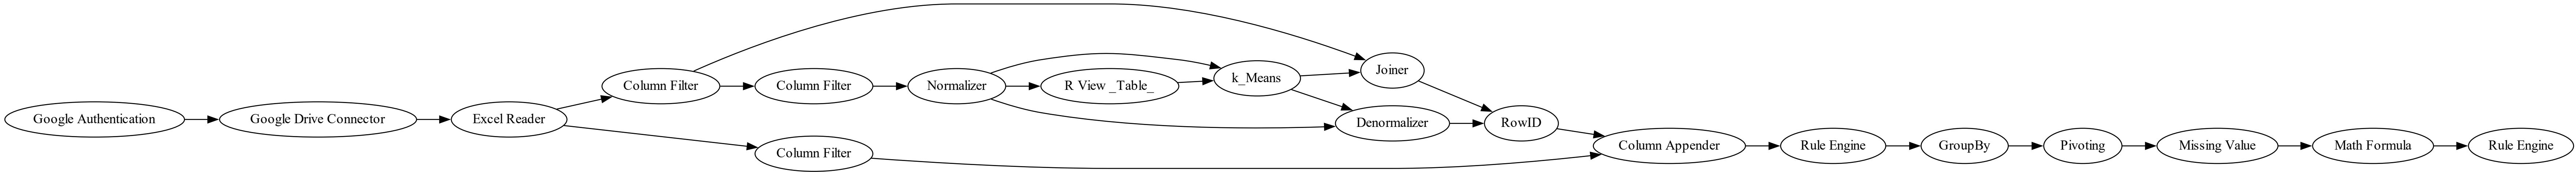 Google Authentication
Google Drive Connector
Excel Reader
Column Filter
Column Filter
Column Filter
Normalizer
R View _Table_
k_Means
Joiner
Denormalizer
RowID
Column Appender
Rule Engine
GroupBy
Pivoting
Missing Value
Math Formula
Rule Engine